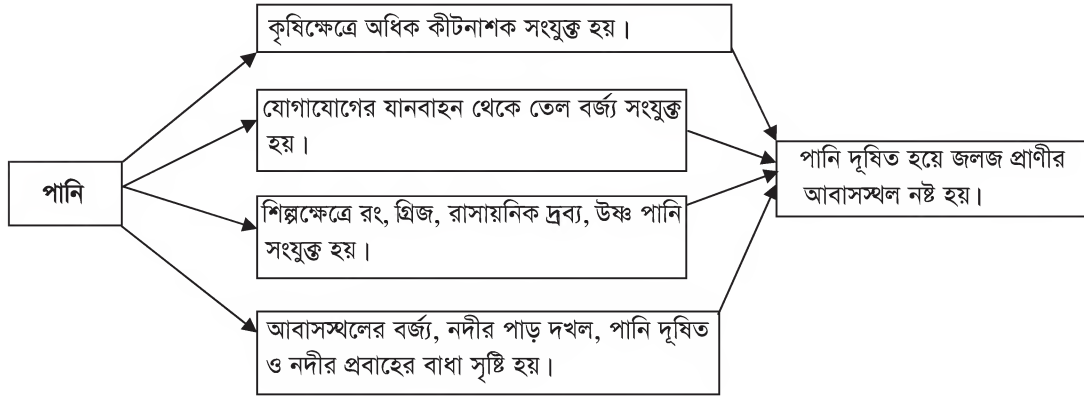 কৃষিক্ষেত্রে অধিক কীটনাশক সংযুক্ত হয়।
যোগাযোগের যানবাহন থেকে তেল বর্জ্য সংযুক্ত
হয়।
পানি
শিল্পক্ষেত্রে রং, গ্রিজ, রাসায়নিক দ্রব্য, উষ্ণ পানি
সংযুক্ত হয়।
আবাসস্থলের বর্জ্য, নদীর পাড় দখল, পানি দূষিত
ও নদীর প্রবাহের বাধা সৃষ্টি হয়।
পানি দূষিত হয়ে জলজ প্রাণীর
আবাসস্থল নষ্ট হয়।